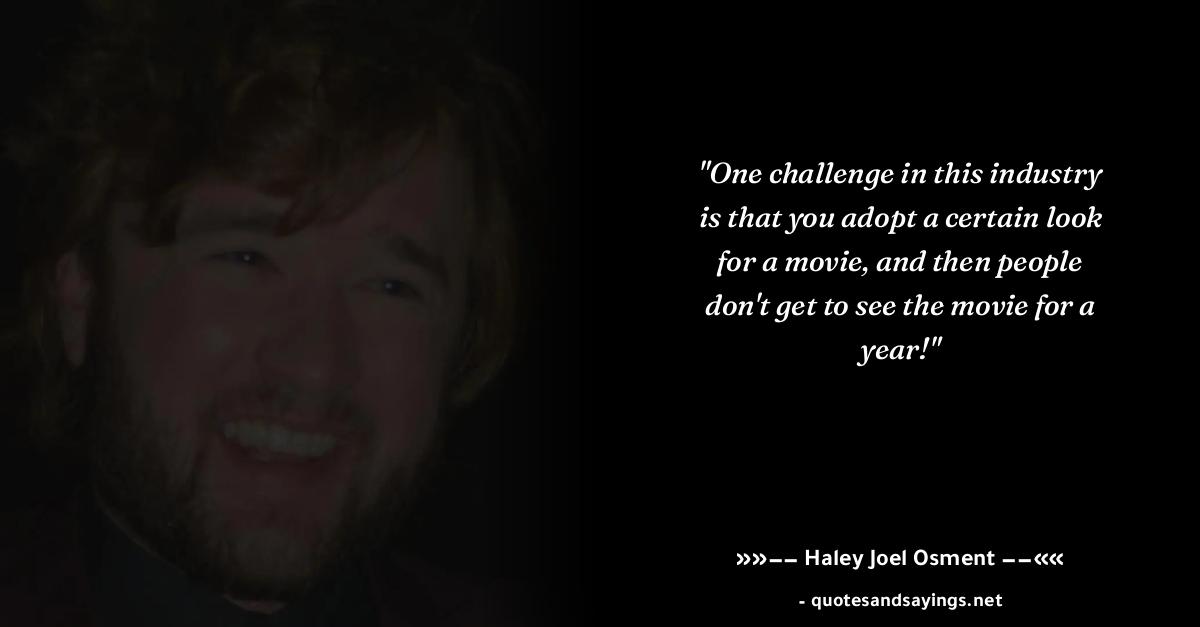 "One challenge in this industry
is that you adopt a certain look
for a movie, and then people
don't get to see the movie for a
year!"
»»−− Haley Joel Osment −−««
- quotesandsayings.net